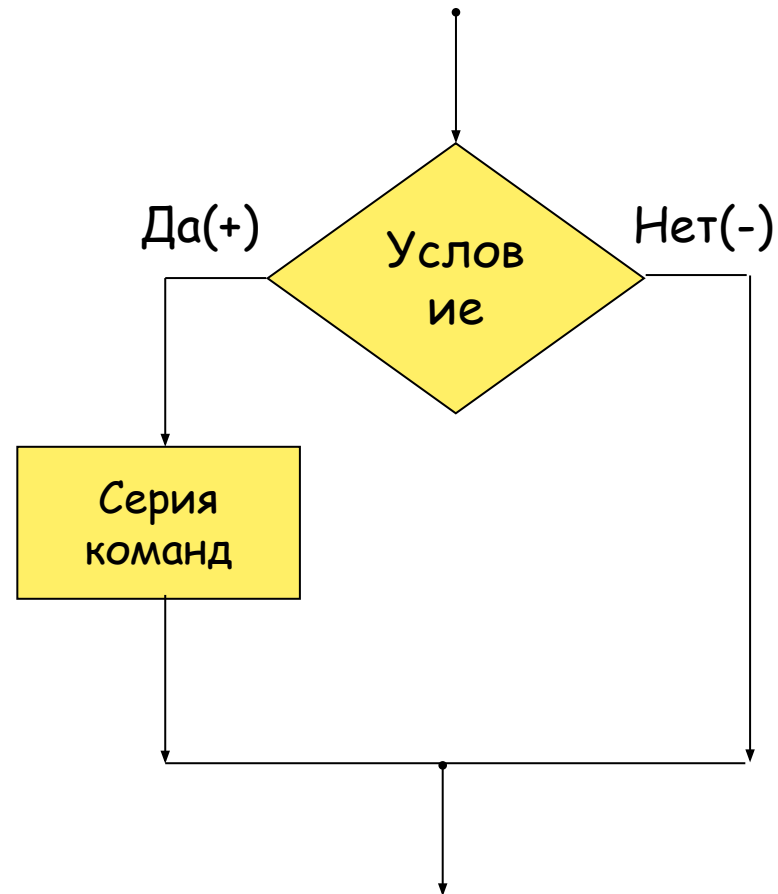 Да(+)
Нет(-)
Услов
ие
Серия
команд